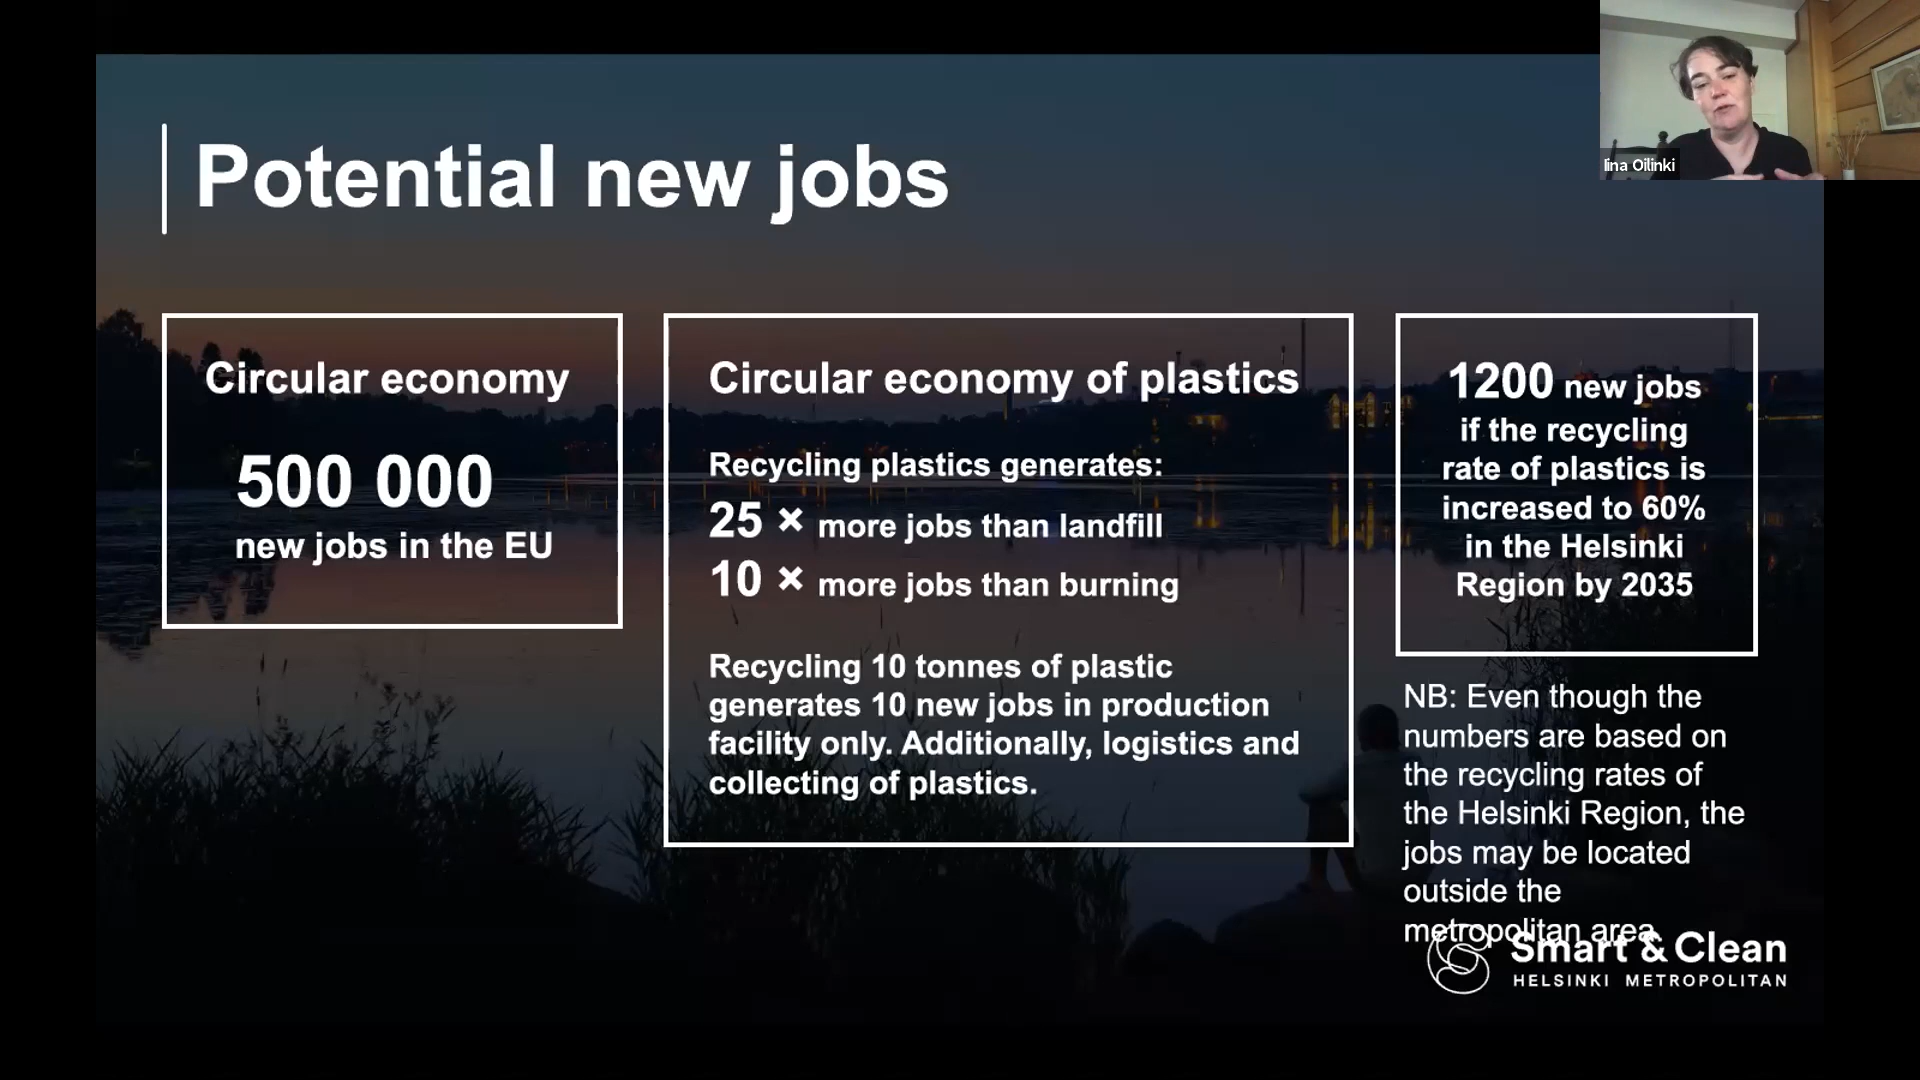 Iina Oilinki
Potential new jobs
Circular economy
500 000
new jobs in the EU
Circular economy of plastics
Recycling plastics generates:
25 × more jobs than landfill
10 × more jobs than burning
Recycling 10 tonnes of plastic
generates 10 new jobs in production
facility only. Additionally, logistics and
collecting of plastics.
1200 new jobs
if the recycling
rate of plastics is
increased to 60%
in the Helsinki
Region by 2035
NB: Even though the
numbers are based on
the recycling rates of
the Helsinki Region, the
jobs may be located
outside the
metropolitan area
Smart & Clean
HELSINKI METROPOLITAN